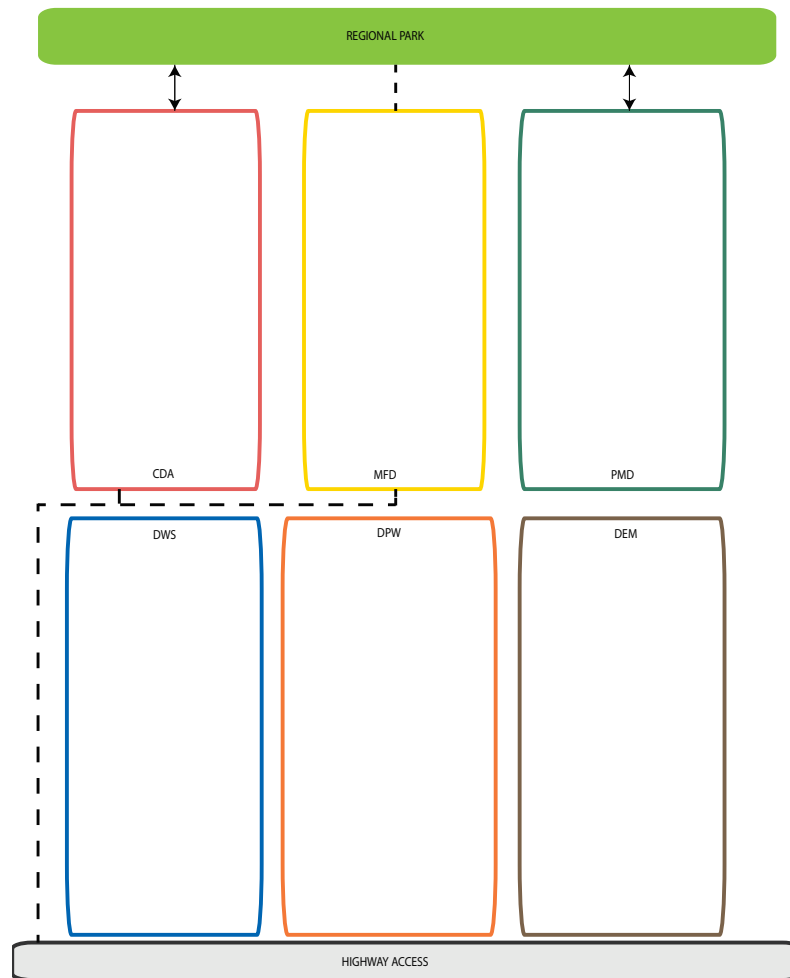 REGIONAL PARK
CDA
MFD
PMD
DWS
DPW
DEM
HIGHWAY ACCESS